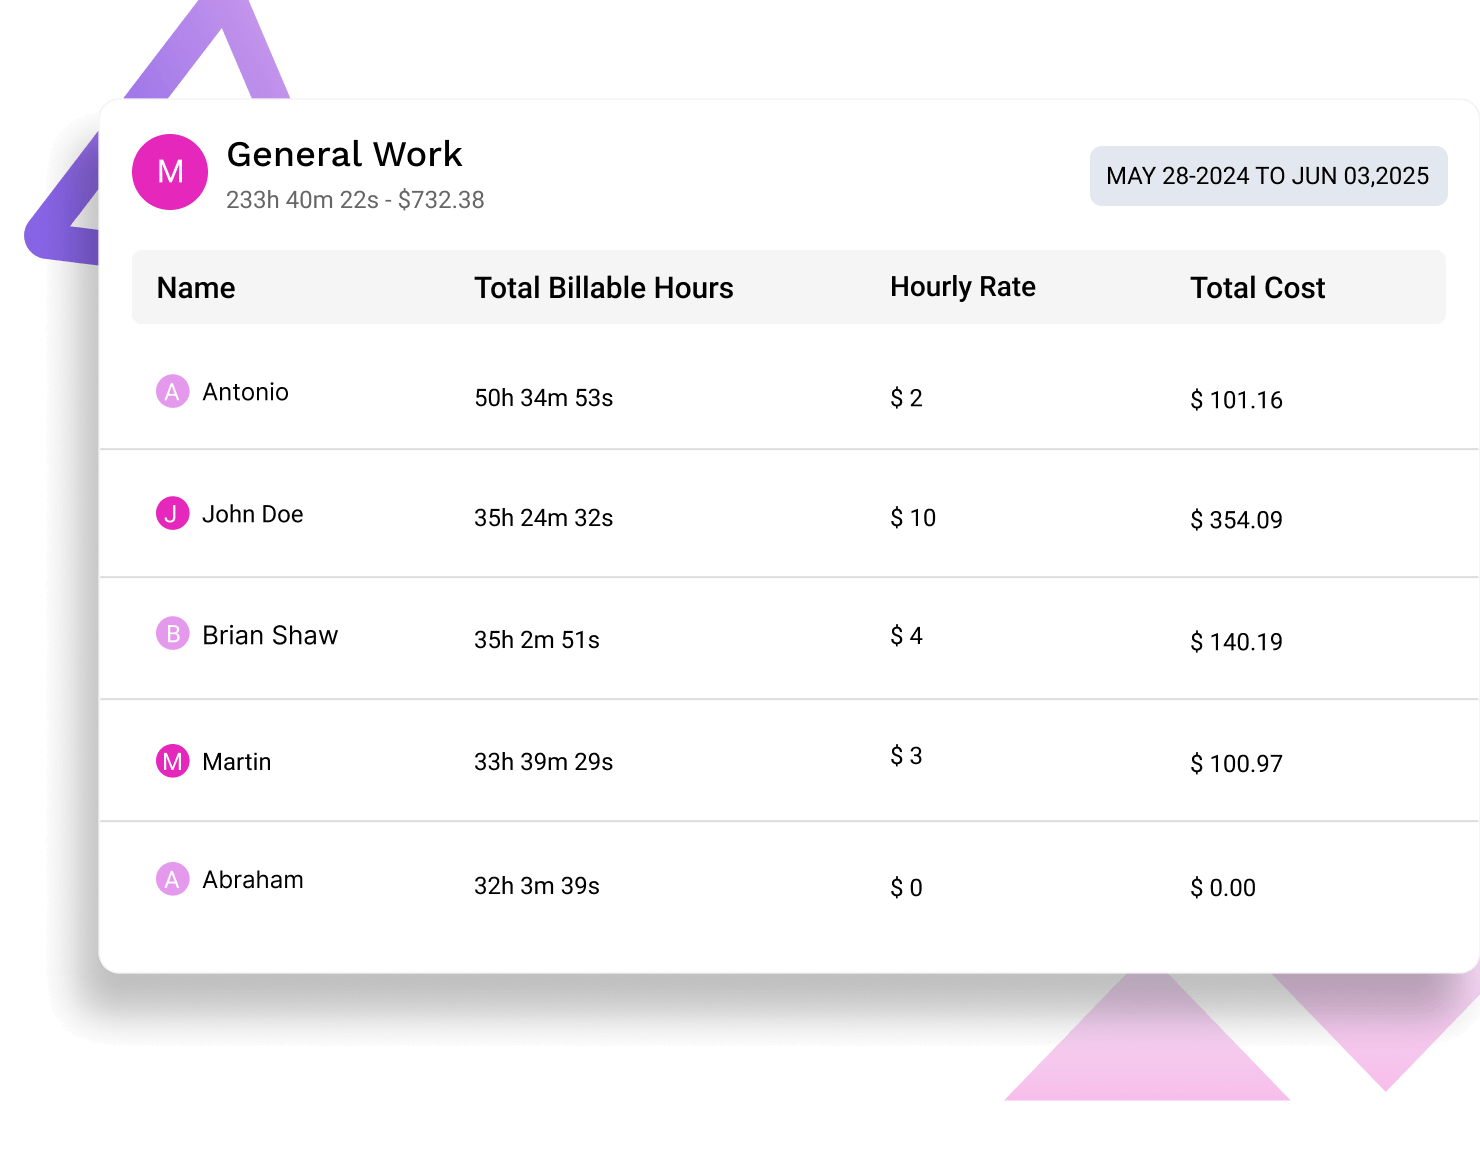 M General Work
233h 40m 22s - $732.38
MAY 28-2024 TO JUN 03,2025
Name Total Billable Hours Hourly Rate Total Cost
A Antonio 50h 34m 53s $ 2 $ 101.16
J John Doe 35h 24m 32s $ 10 $ 354.09
B Brian Shaw 35h 2m 51s $ 4 $ 140.19
M Martin 33h 39m 29s $ 3 $ 100.97
A Abraham 32h 3m 39s $ 0 $ 0.00